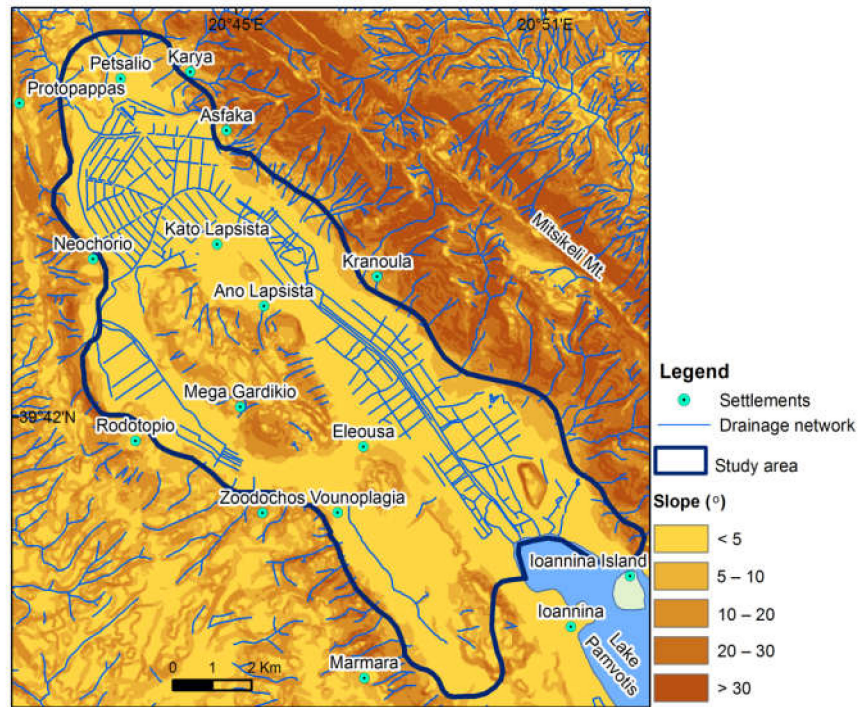 20°45'E
20°51'E
Petsalio
Karya
Protopappas
Asfaka
Mitsikeli Mt.
Neochorio
Kato Lapsista
Kranoula
Ano Lapsista
Mega Gardikio
39°42'N
Rodotopio
Eleousa
Zoodochos Vounoplagia
Ioannina Island
Ioannina
Lake
Pamvotis
Marmara
0 1 2 Km
Legend
Settlements
Drainage network
Study area
Slope (°)
< 5
5 – 10
10 – 20
20 – 30
> 30